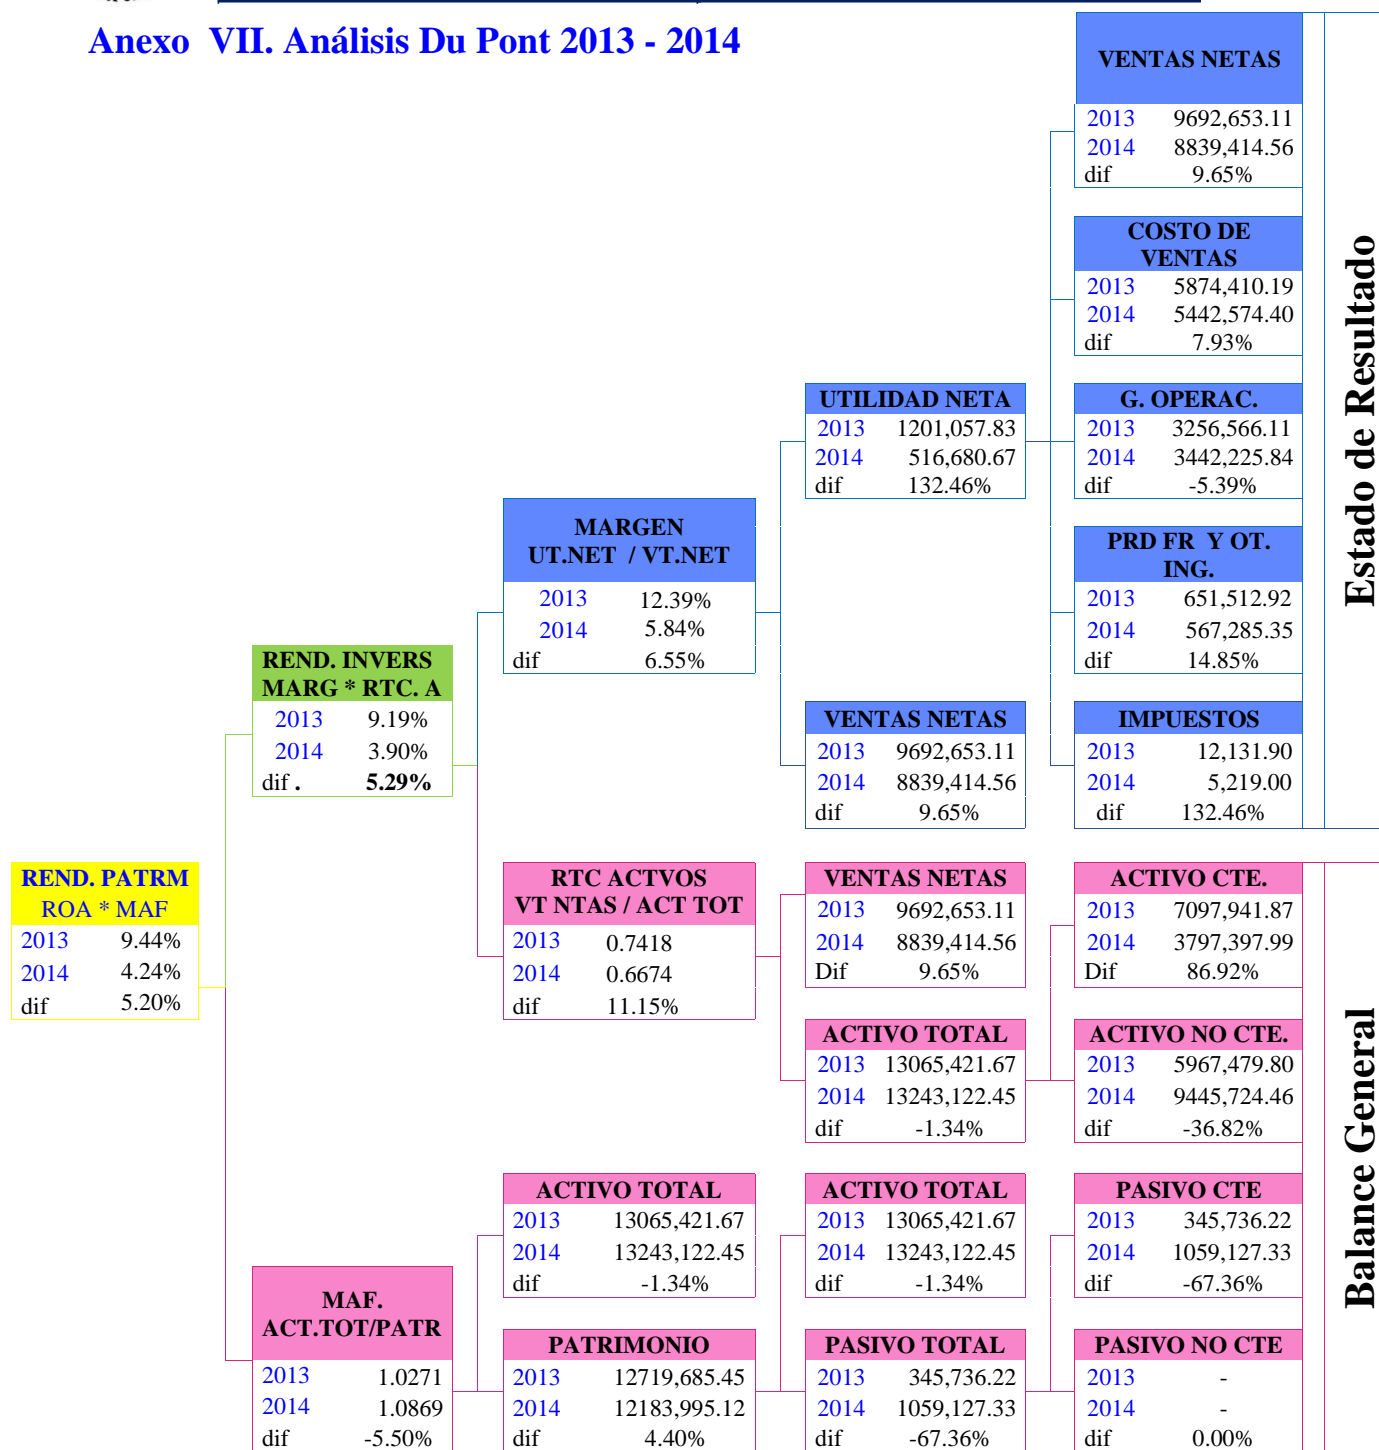 Anexo VII. Análisis Du Pont 2013 - 2014
VENTAS NETAS
2013 9692,653.11
2014 8839,414.56
dif 9.65%
COSTO DE
VENTAS
2013 5874,410.19
2014 5442,574.40
dif 7.93%
UTILIDAD NETA
2013 1201,057.83
2014 516,680.67
dif 132.46%
G. OPERAC.
2013 3256,566.11
2014 3442,225.84
dif -5.39%
MARGEN
UT.NET / VT.NET
2013 12.39%
2014 5.84%
dif 6.55%
PRD FR Y OT.
ING.
2013 651,512.92
2014 567,285.35
dif 14.85%
REND. INVERS
MARG * RTC. A
2013 9.19%
2014 3.90%
dif . 5.29%
VENTAS NETAS
2013 9692,653.11
2014 8839,414.56
dif 9.65%
IMPUESTOS
2013 12,131.90
2014 5,219.00
dif 132.46%
Estado de Resultado
REND. PATRM
ROA * MAF
2013 9.44%
2014 4.24%
dif 5.20%
RTC ACTVOS
VT NTAS / ACT TOT
2013 0.7418
2014 0.6674
dif 11.15%
VENTAS NETAS
2013 9692,653.11
2014 8839,414.56
Dif 9.65%
ACTIVO CTE.
2013 7097,941.87
2014 3797,397.99
Dif 86.92%
ACTIVO TOTAL
2013 13065,421.67
2014 13243,122.45
dif -1.34%
ACTIVO NO CTE.
2013 5967,479.80
2014 9445,724.46
dif -36.82%
ACTIVO TOTAL
2013 13065,421.67
2014 13243,122.45
dif -1.34%
ACTIVO TOTAL
2013 13065,421.67
2014 13243,122.45
dif -1.34%
PASIVO CTE
2013 345,736.22
2014 1059,127.33
dif -67.36%
MAF.
ACT.TOT/PATR
2013 1.0271
2014 1.0869
dif -5.50%
PATRIMONIO
2013 12719,685.45
2014 12183,995.12
dif 4.40%
PASIVO TOTAL
2013 345,736.22
2014 1059,127.33
dif -67.36%
PASIVO NO CTE
2013 -
2014 -
dif 0.00%
Balance General